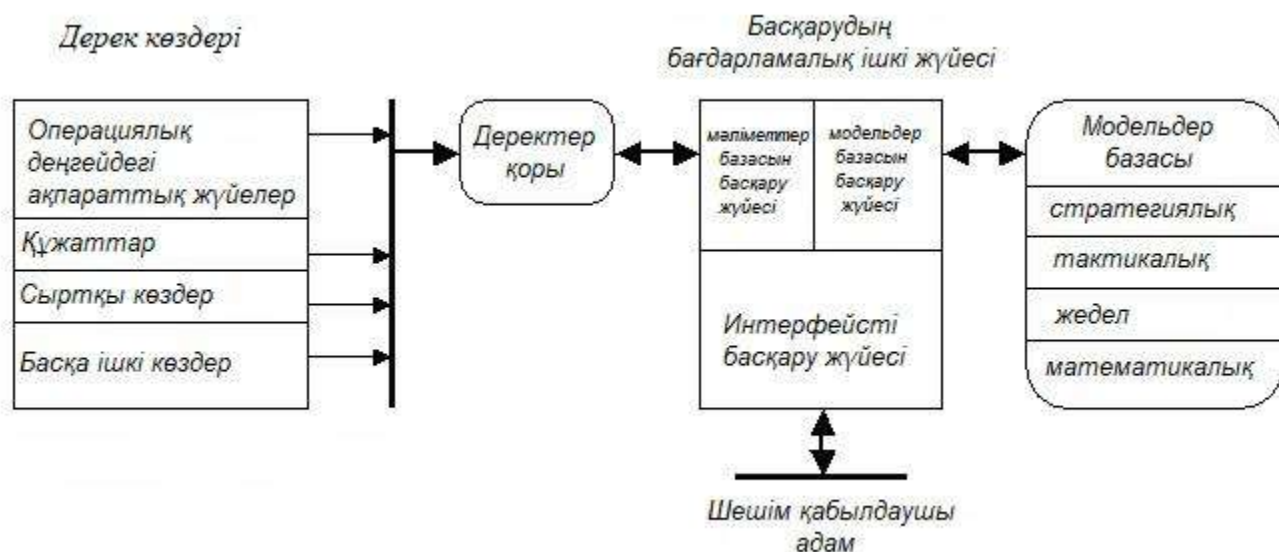 Дерек көздері
Операциялық
деңгейдегі
ақпараттық жүйелер
Құжаттар
Сыртқы көздер
Басқа ішкі көздер
Деректер
қоры
Басқарудың
бағдарламалық ішкі жүйесі
мәліметтер
базасын
басқару
жүйесі
модельдер
базасын
басқару
жүйесі
Интерфейсті
басқару жүйесі
Шешім қабылдаушы
адам
Модельдер
базасы
стратегиялық
тактикалық
жедел
математикалық